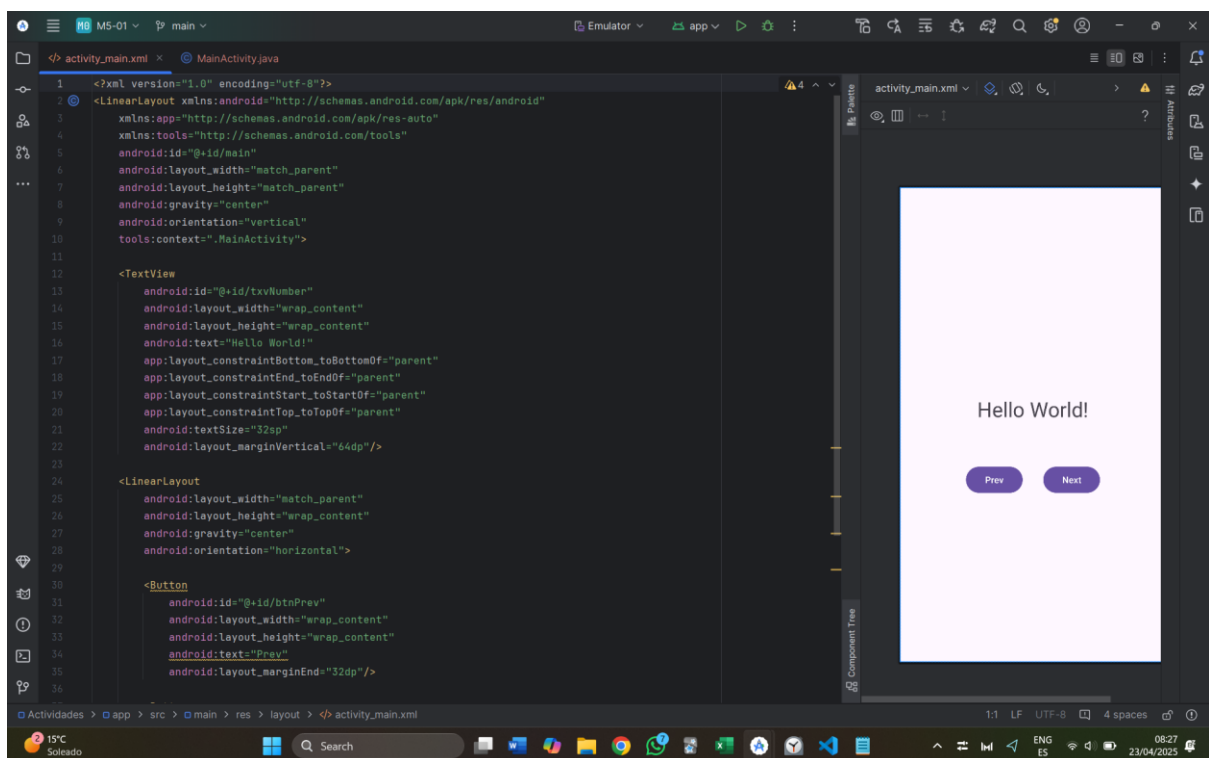 M0 M5-01 main Emulator app
activity_main.xml MainActivity.java
1 <?xml version="1.0" encoding="utf-8"?>
2 <LinearLayout xmlns:android="http://schemas.android.com/apk/res/android"
3 xmlns:app="http://schemas.android.com/apk/res-auto"
4 xmlns:tools="http://schemas.android.com/tools"
5 android:id="@+id/main"
6 android:layout_width="match_parent"
7 android:layout_height="match_parent"
8 android:gravity="center"
9 android:orientation="vertical"
10 tools:context=".MainActivity">
11
12 <TextView
13 android:id="@+id/txvNumber"
14 android:layout_width="wrap_content"
15 android:layout_height="wrap_content"
16 android:text="Hello World!"
17 app:layout_constraintBottom_toBottomOf="parent"
18 app:layout_constraintEnd_toEndOf="parent"
19 app:layout_constraintStart_toStartOf="parent"
20 app:layout_constraintTop_toTopOf="parent"
21 android:textSize="32sp"
22 android:layout_marginVertical="64dp"/>
23
24 <LinearLayout
25 android:layout_width="match_parent"
26 android:layout_height="wrap_content"
27 android:gravity="center"
28 android:orientation="horizontal">
29
30 <Button
31 android:id="@+id/btnPrev"
32 android:layout_width="wrap_content"
33 android:layout_height="wrap_content"
34 android:text="Prev"
35 android:layout_marginEnd="32dp"/>
36
4
Palette
Component Tree
activity_main.xml
?
Attributes
Hello World!
Prev Next
Actividades > app > src > main > res > layout > activity_main.xml
1:1 LF UTF-8 4 spaces
2 15°C
Soleado
Search
7
ENG
ES
08:27
23/04/2025